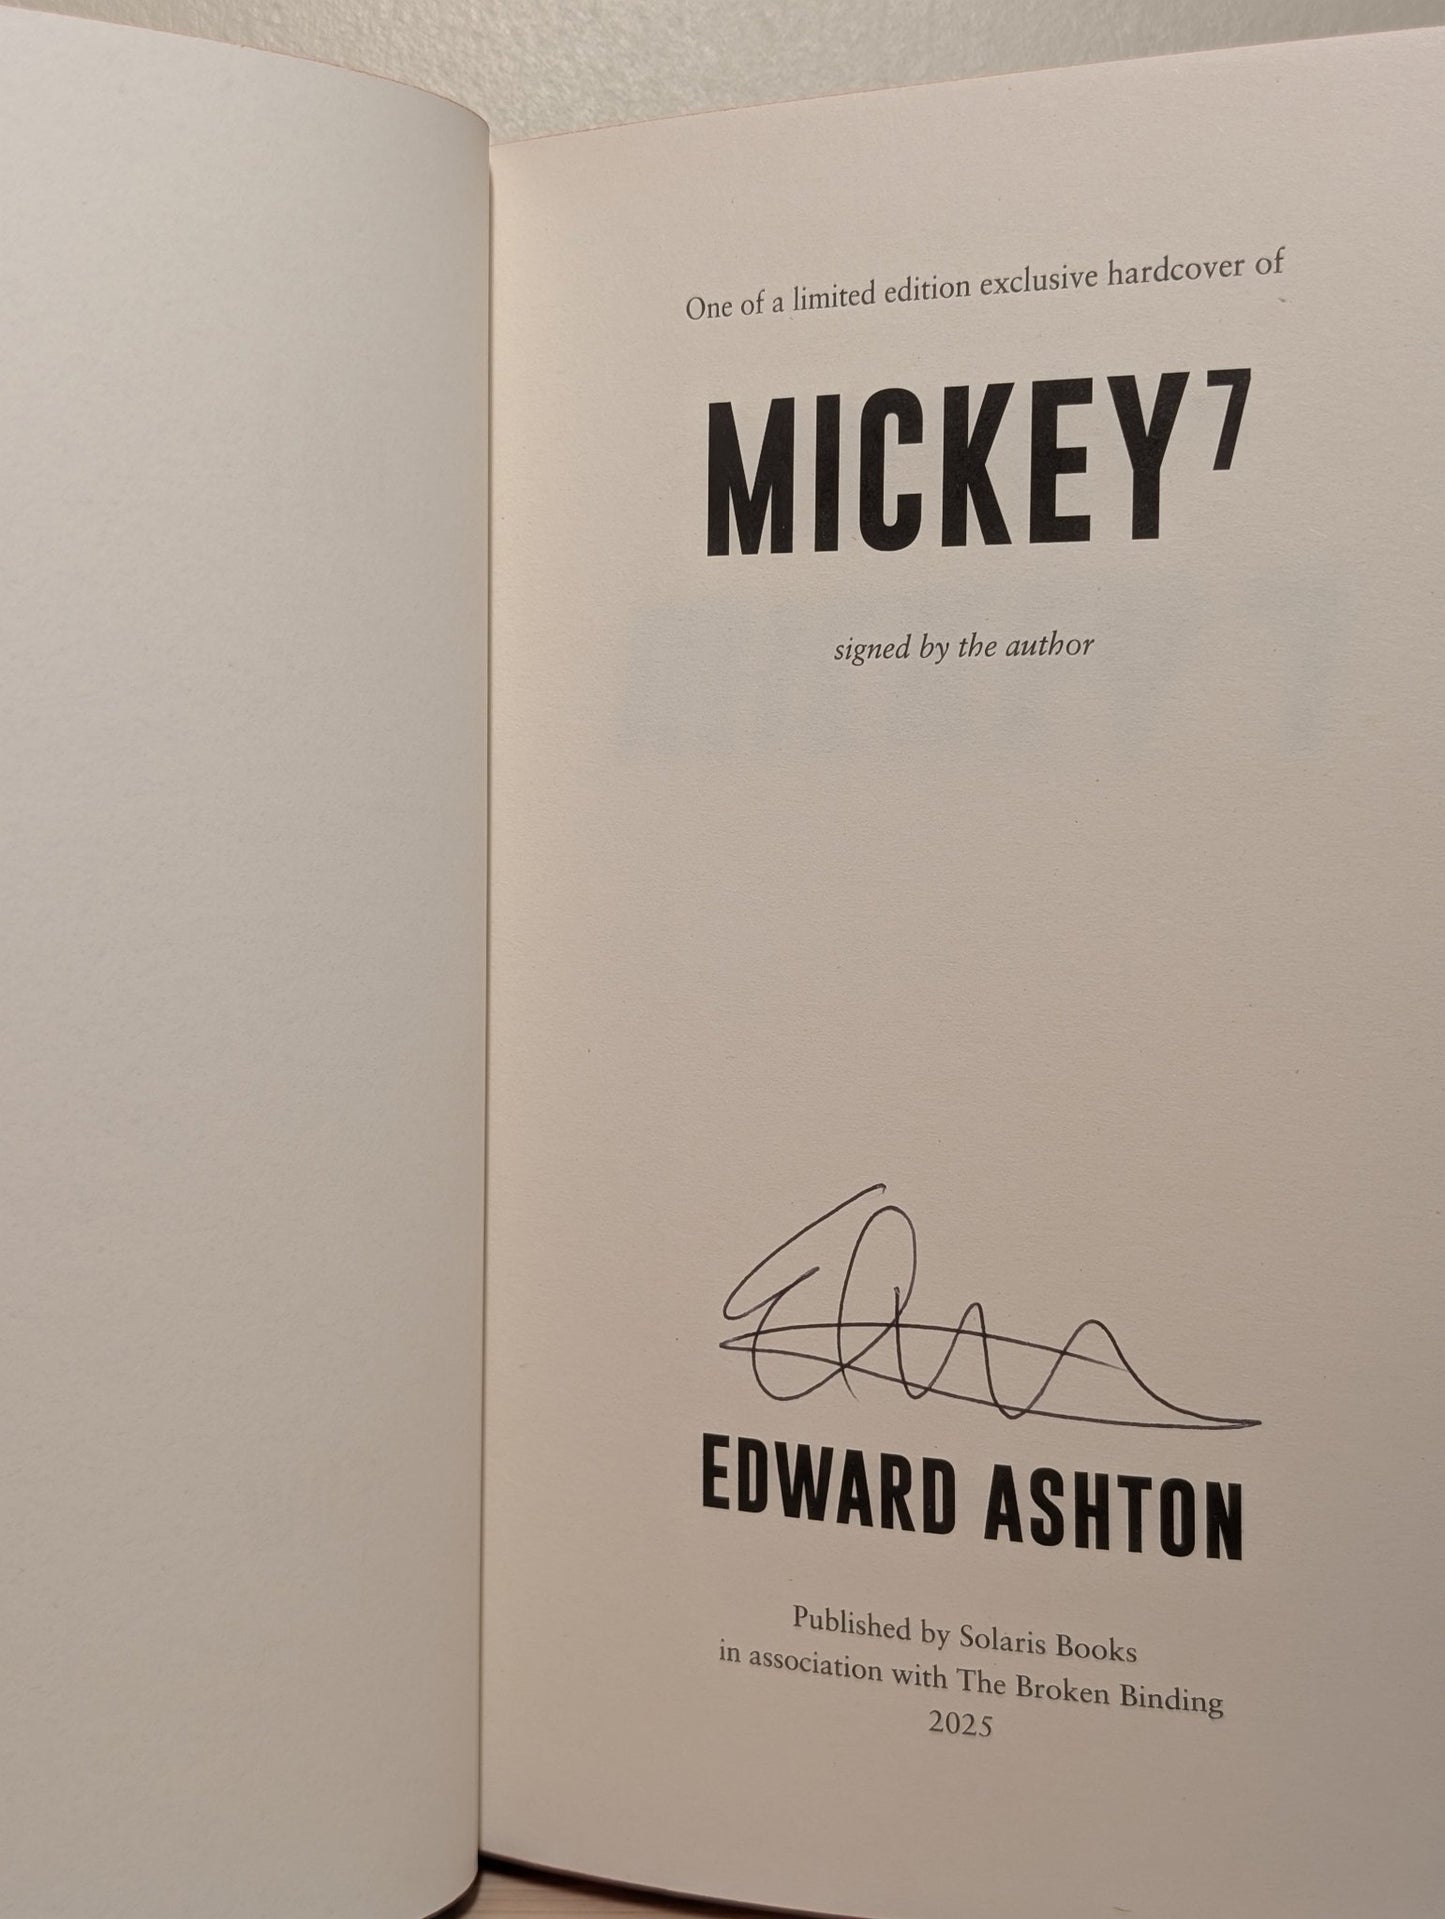 One of a limited edition exclusive hardcover of
MICKEY⁷
signed by the author
EDWARD ASHTON
Published by Solaris Books
in association with The Broken Binding
2025